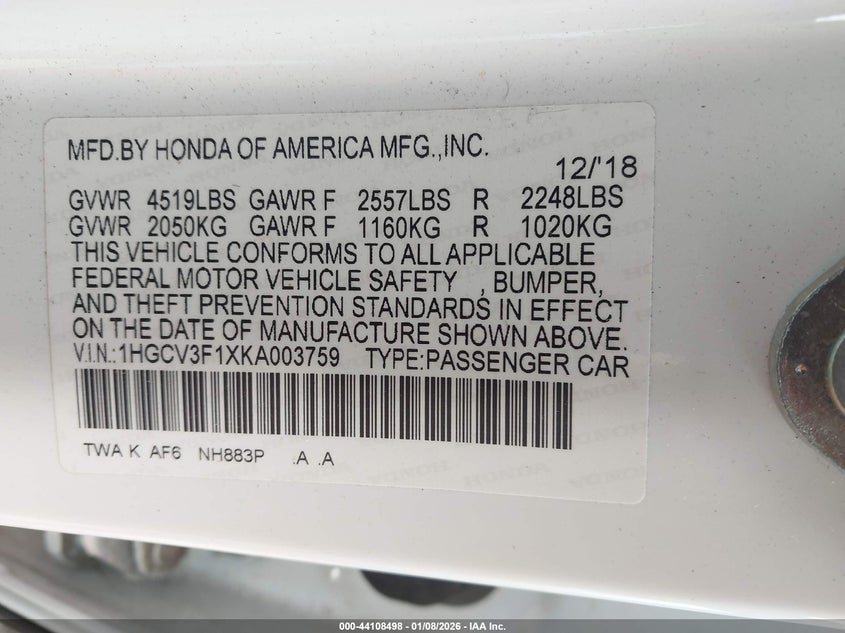 MFD.BY HONDA OF AMERICA MFG.,INC.
12/'18
GVWR 4519LBS GAWR F 2557LBS R 2248LBS
GVWR 2050KG GAWR F 1160KG R 1020KG
THIS VEHICLE CONFORMS TO ALL APPLICABLE
FEDERAL MOTOR VEHICLE SAFETY , BUMPER,
AND THEFT PREVENTION STANDARDS IN EFFECT
ON THE DATE OF MANUFACTURE SHOWN ABOVE.
V.I.N.:1HGCV3F1XKA003759 TYPE:PASSENGER CAR
TWA K AF6 NH883P .A .A
000-44108498 - 01/08/2026 - IAA Inc.